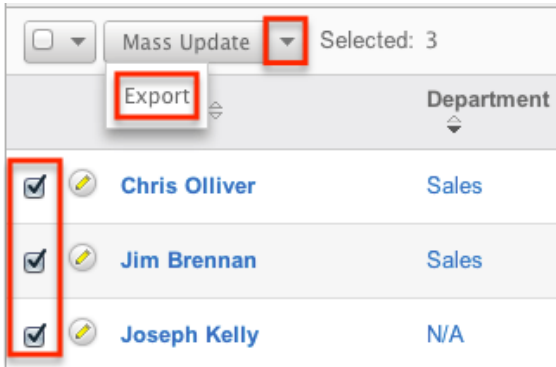 Mass Update Selected: 3
Export
Department
Chris Olliver Sales
Jim Brennan Sales
Joseph Kelly N/A